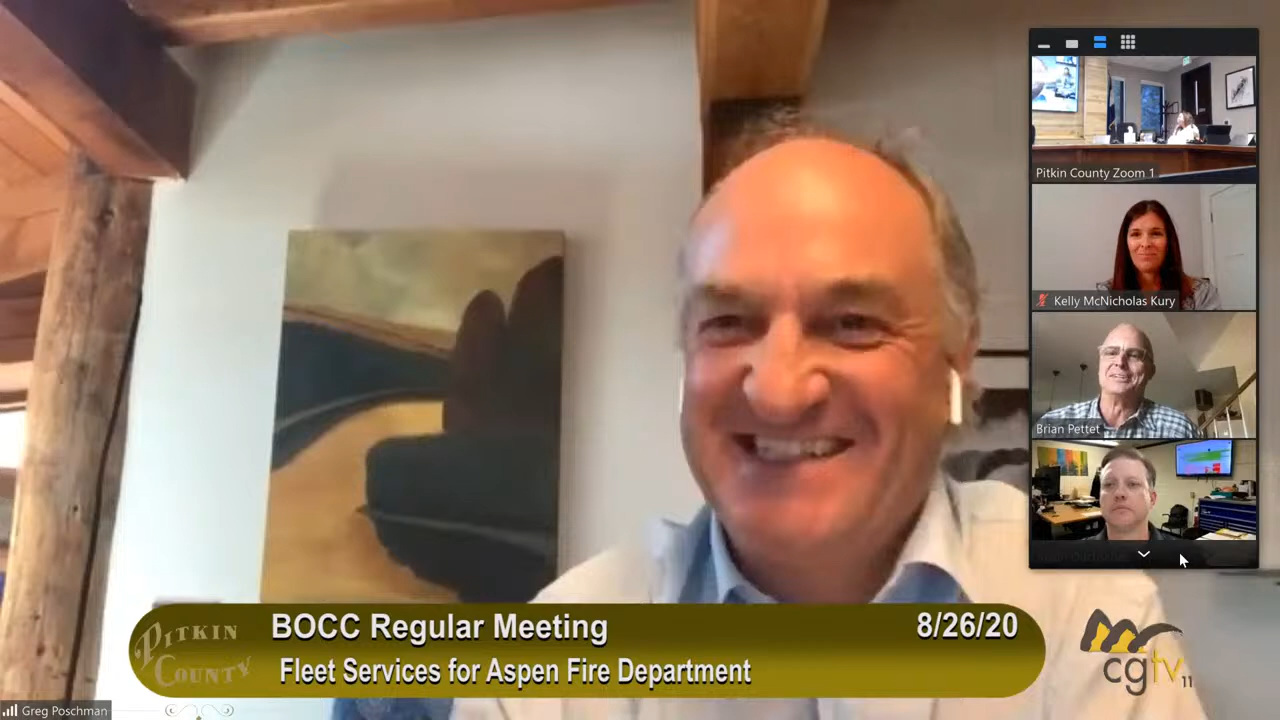 Pitkin County Zoom 1
Kelly McNicholas Kury
Brian Pettet
PITKIN
COUNTY
BOCC Regular Meeting
8/26/20
Fleet Services for Aspen Fire Department
cgtv
11
Greg Poschman